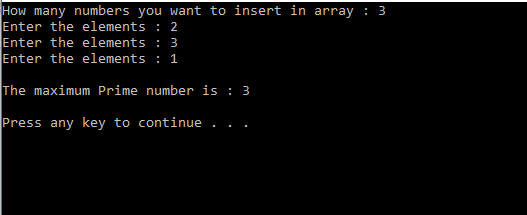 How many numbers you want to insert in array : 3
Enter the elements : 2
Enter the elements : 3
Enter the elements : 1
The maximum Prime number is : 3
Press any key to continue . . .